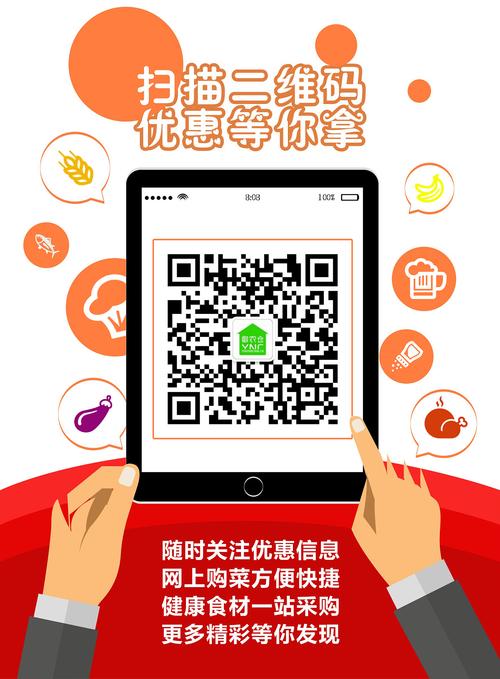 扫描二维码
优惠等你拿
8:03
100%
随时关注优惠信息
网上购菜方便快捷
健康食材一站采购
更多精彩等你发现